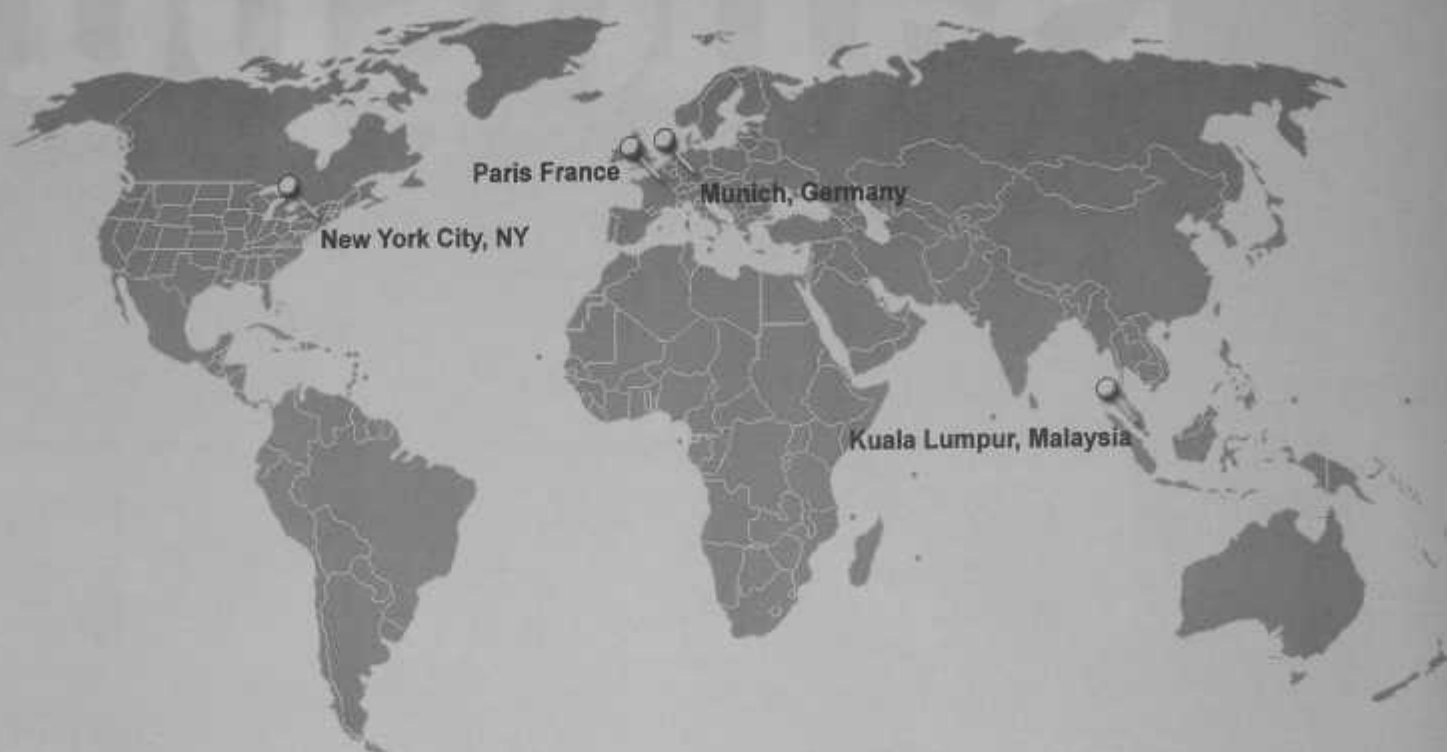 Paris France
Munich, Germany
New York City, NY
Kuala Lumpur, Malaysia